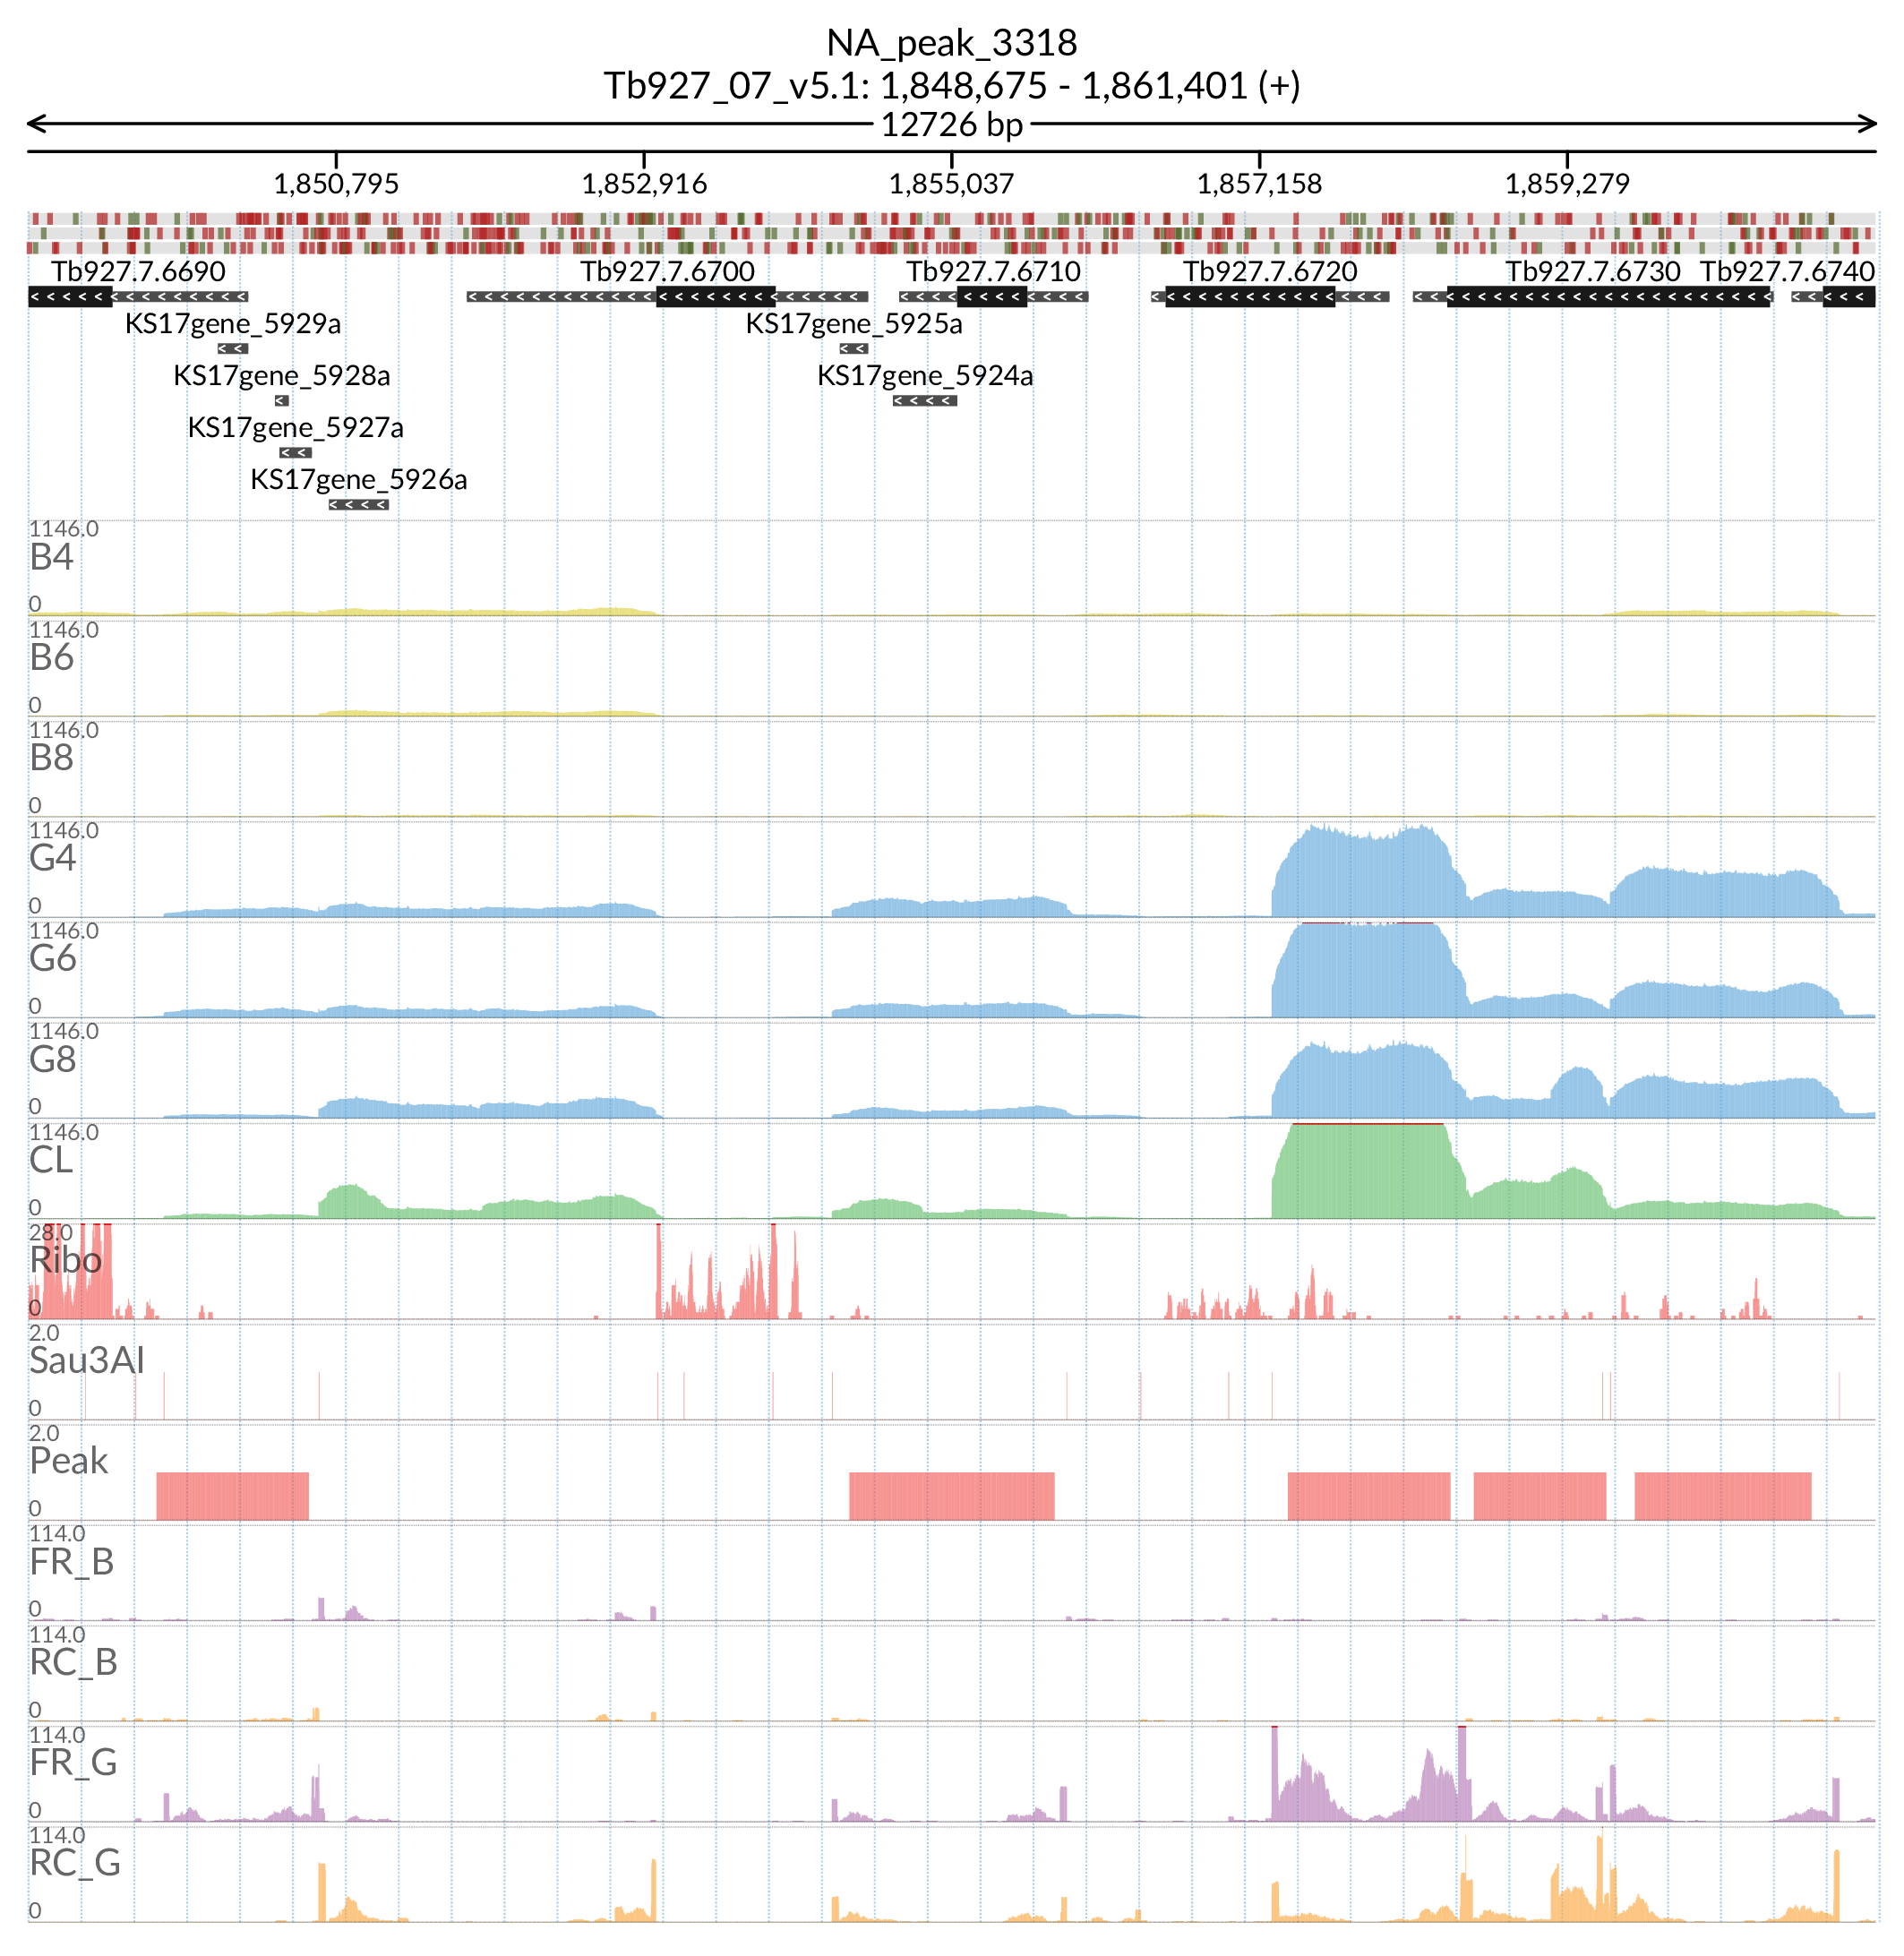 NA_peak_3318
Tb927_07_v5.1: 1,848,675 - 1,861,401 (+)
12726 bp
1,850,795 1,852,916 1,855,037 1,857,158 1,859,279
Tb927.7.6690 Tb927.7.6700 Tb927.7.6710 Tb927.7.6720 Tb927.7.6730 Tb927.7.6740
KS17gene_5929a KS17gene_5925a
KS17gene_5928a KS17gene_5924a
KS17gene_5927a
KS17gene_5926a
1146.0
B4
0
1146.0
B6
0
1146.0
B8
0
1146.0
G4
0
1146.0
G6
0
1146.0
G8
0
1146.0
CL
0
28.0
Ribo
0
2.0
Sau3AI
0
2.0
Peak
0
114.0
FR_B
0
114.0
RC_B
0
114.0
FR_G
0
114.0
RC_G
0